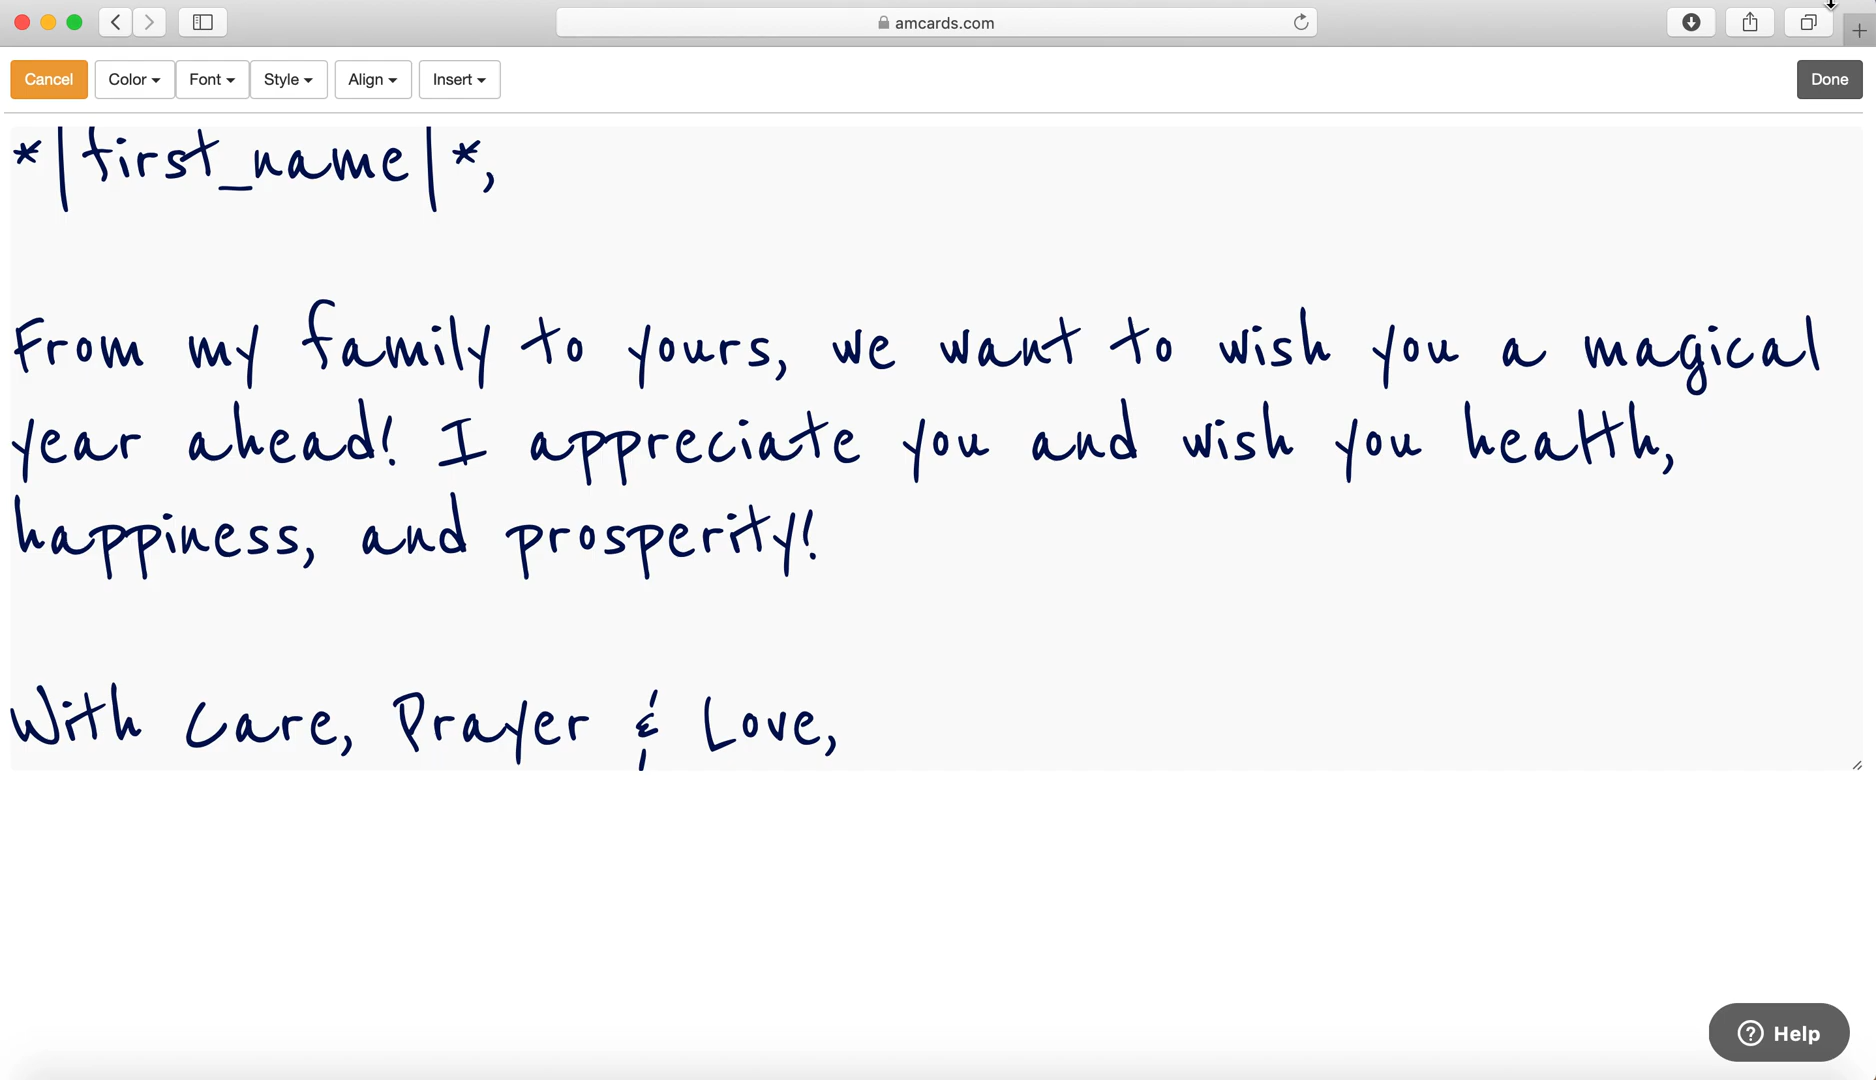 amcards.com
Cancel Color Font Style Align Insert Done
*|first_name|*,
From my family to yours, we want to wish you a magical
year ahead! I appreciate you and wish you health,
happiness, and prosperity!
With Care, Prayer & Love,
? Help